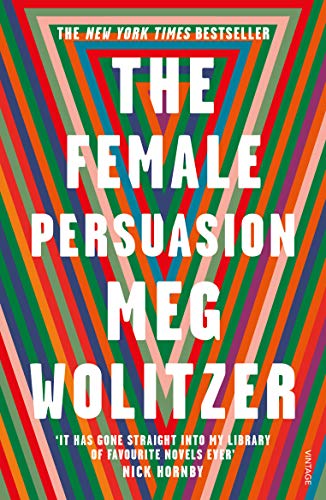 THE NEW YORK TIMES BESTSELLER
THE
FEMALE
PERSUASION
MEG
WOLITZER
'IT HAS GONE STRAIGHT INTO MY LIBRARY
OF FAVOURITE NOVELS EVER'
NICK HORNBY
VINTAGE